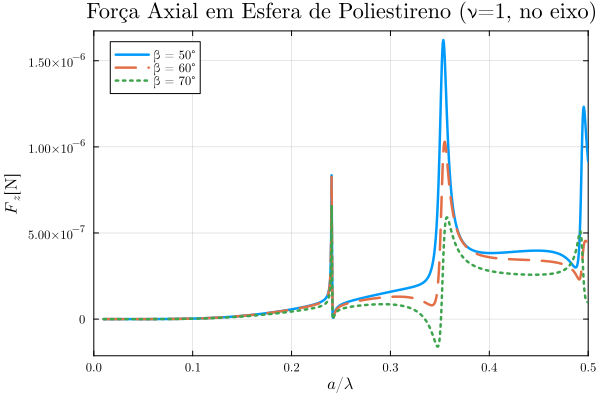 Força Axial em Esfera de Poliestireno (ν=1, no eixo)
β = 50°
β = 60°
β = 70°
1.50×10⁻⁶
1.00×10⁻⁶
5.00×10⁻⁷
0
F_z[N]
0.0 0.1 0.2 0.3 0.4 0.5
a/λ